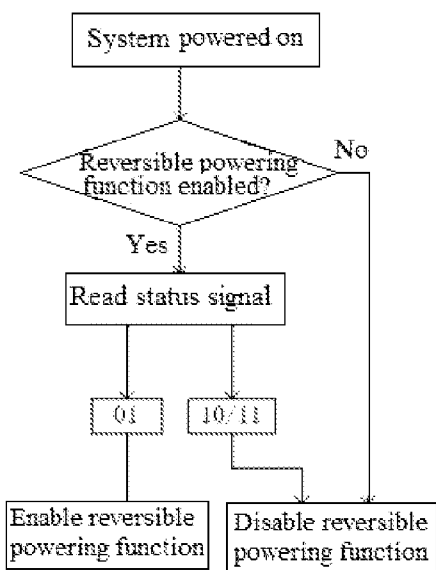 System powered on
Reversible powering
function enabled?
No
Yes
Read status signal
01
10/11
Enable reversible
powering function
Disable reversible
powering function